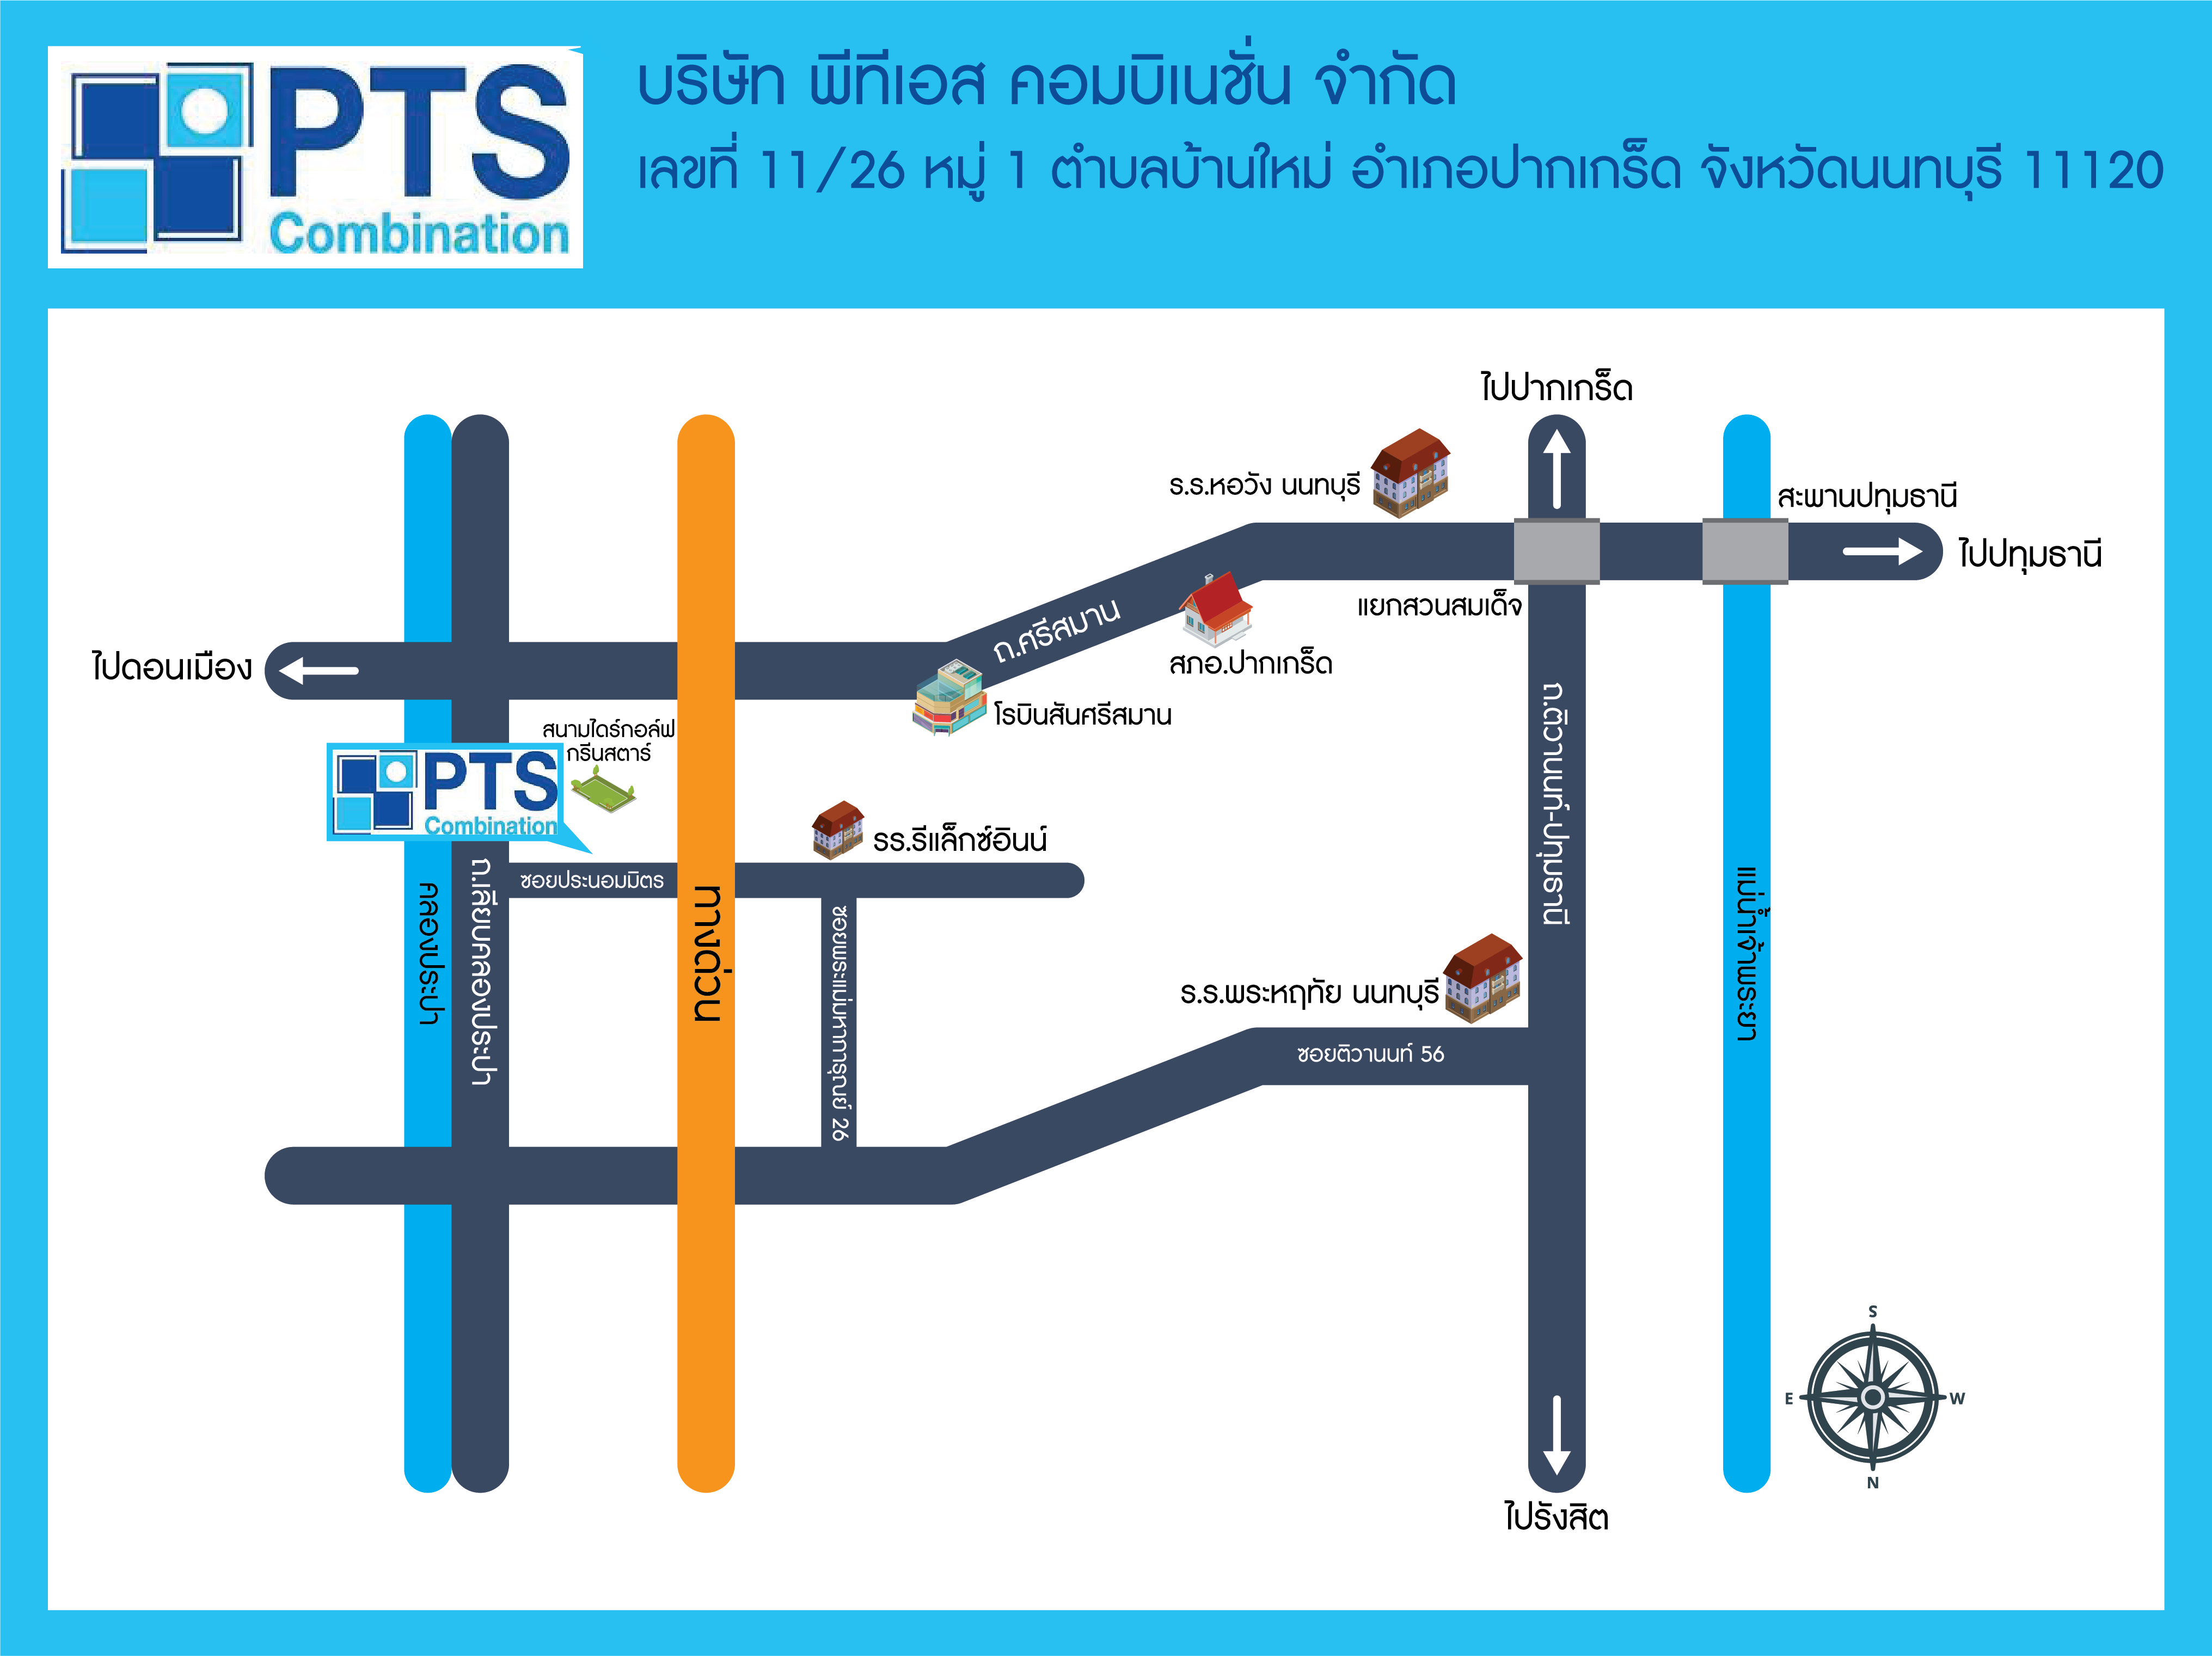 PTS
Combination
บริษัท พีทีเอส คอมบิเนชั่น จำกัด
เลขที่ 11/26 หมู่ 1 ตำบลบ้านใหม่ อำเภอปากเกร็ด จังหวัดนนทบุรี 11120
ไปปากเกร็ด
ร.ร.หอวัง นนทบุรี
สะพานปทุมธานี
ไปปทุมธานี
แยกสวนสมเด็จ
ถ.ศรีสมาน
สภอ.ปากเกร็ด
ไปดอนเมือง
โรบินสันศรีสมาน
สนามไดร์กอล์ฟ
กรีนสตาร์
PTS
Combination
รร.รีแล็กซ์อินน์
ซอยประนอมมิตร
คลองประปา
ถ.เลียบคลองประปา
ทางด่วน
ซอยพระแม่มหาการุณย์ 26
ถ.ติวานนท์-ปทุมธานี
แม่น้ำเจ้าพระยา
ร.ร.พระหฤทัย นนทบุรี
ซอยติวานนท์ 56
S
E
W
N
ไปรังสิต